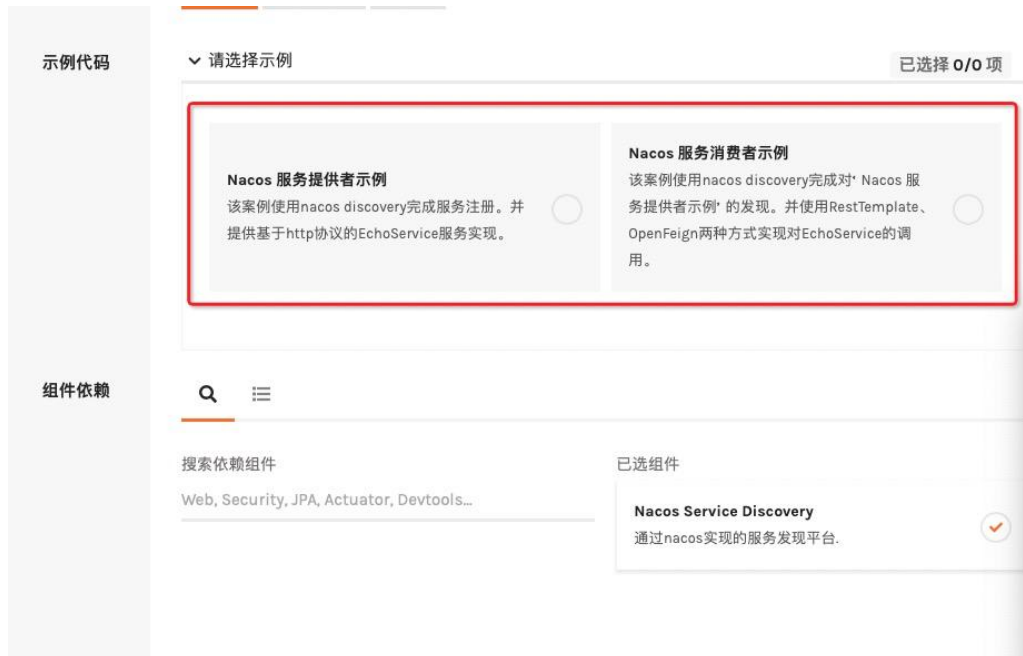 示例代码
请选择示例
已选择 0/0 项
Nacos 服务提供者示例
该案例使用nacos discovery完成服务注册。并
提供基于http协议的EchoService服务实现。
Nacos 服务消费者示例
该案例使用nacos discovery完成对" Nacos 服
务提供者示例" 的发现。并使用RestTemplate、
OpenFeign两种方式实现对EchoService的调
用。
组件依赖
搜索依赖组件
Web, Security, JPA, Actuator, Devtools...
已选组件
Nacos Service Discovery
通过nacos实现的服务发现平台.